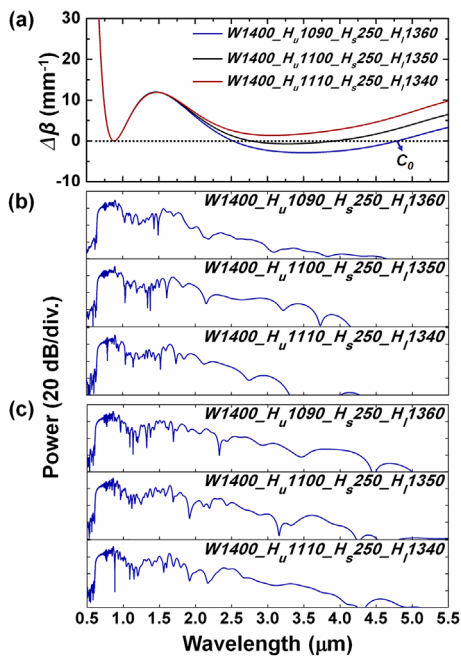 (a)
30
20
10
0
-10
Δβ (mm⁻¹)
W1400_Hᵤ1090_Hₛ250_Hₗ1360
W1400_Hᵤ1100_Hₛ250_Hₗ1350
W1400_Hᵤ1110_Hₛ250_Hₗ1340
C₀
(b)
W1400_Hᵤ1090_Hₛ250_Hₗ1360
W1400_Hᵤ1100_Hₛ250_Hₗ1350
W1400_Hᵤ1110_Hₛ250_Hₗ1340
Power (20 dB/div.)
(c)
W1400_Hᵤ1090_Hₛ250_Hₗ1360
W1400_Hᵤ1100_Hₛ250_Hₗ1350
W1400_Hᵤ1110_Hₛ250_Hₗ1340
0.5 1.0 1.5 2.0 2.5 3.0 3.5 4.0 4.5 5.0 5.5
Wavelength (μm)